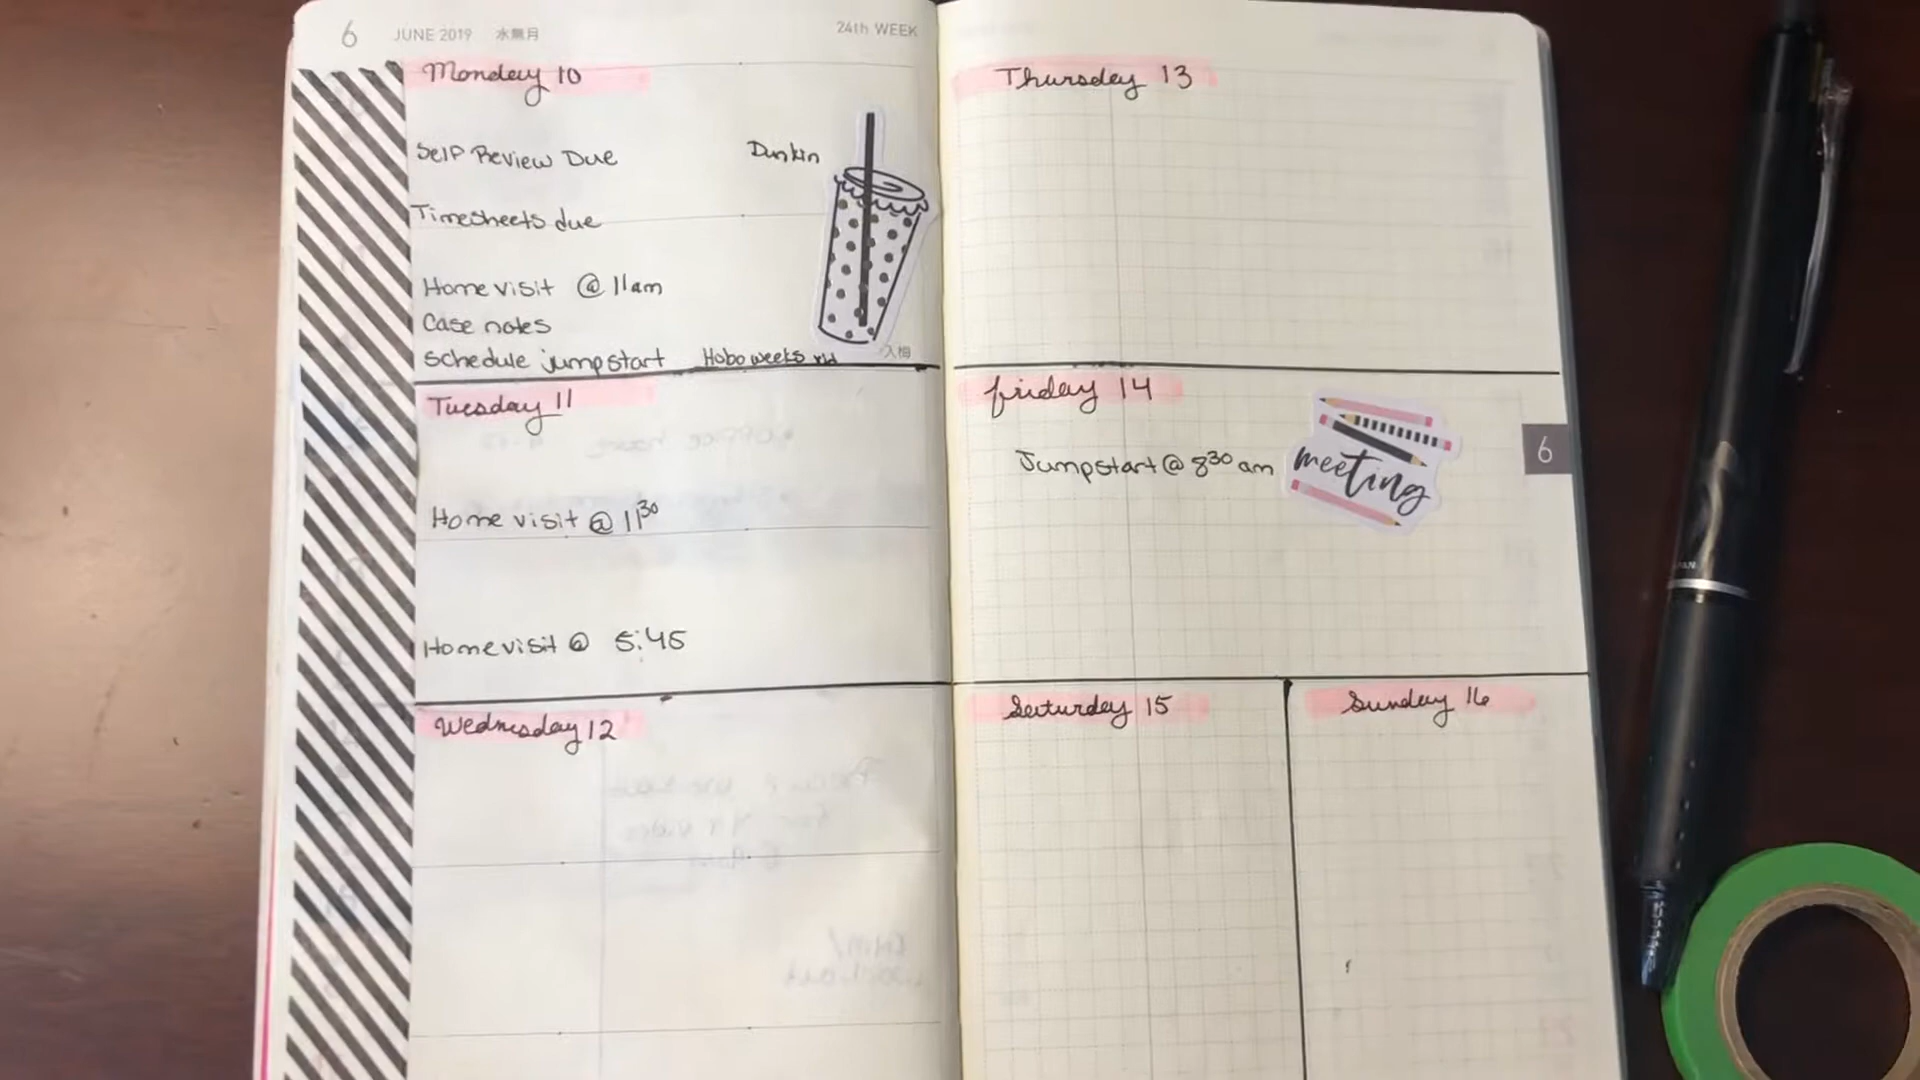 6 JUNE 2019 水無月 24th WEEK
Monday 10
Self Review Due
Dunkin
Timesheets due
Home visit @ 11am
Case notes
Schedule jumpstart Hobo weeks
入梅
Tuesday 11
Home visit @ 11³⁰
Home visit @ 5:45
Wednesday 12
Thursday 13
friday 14
Jumpstart @ 8³⁰ am
meeting
6
Saturday 15
Sunday 16